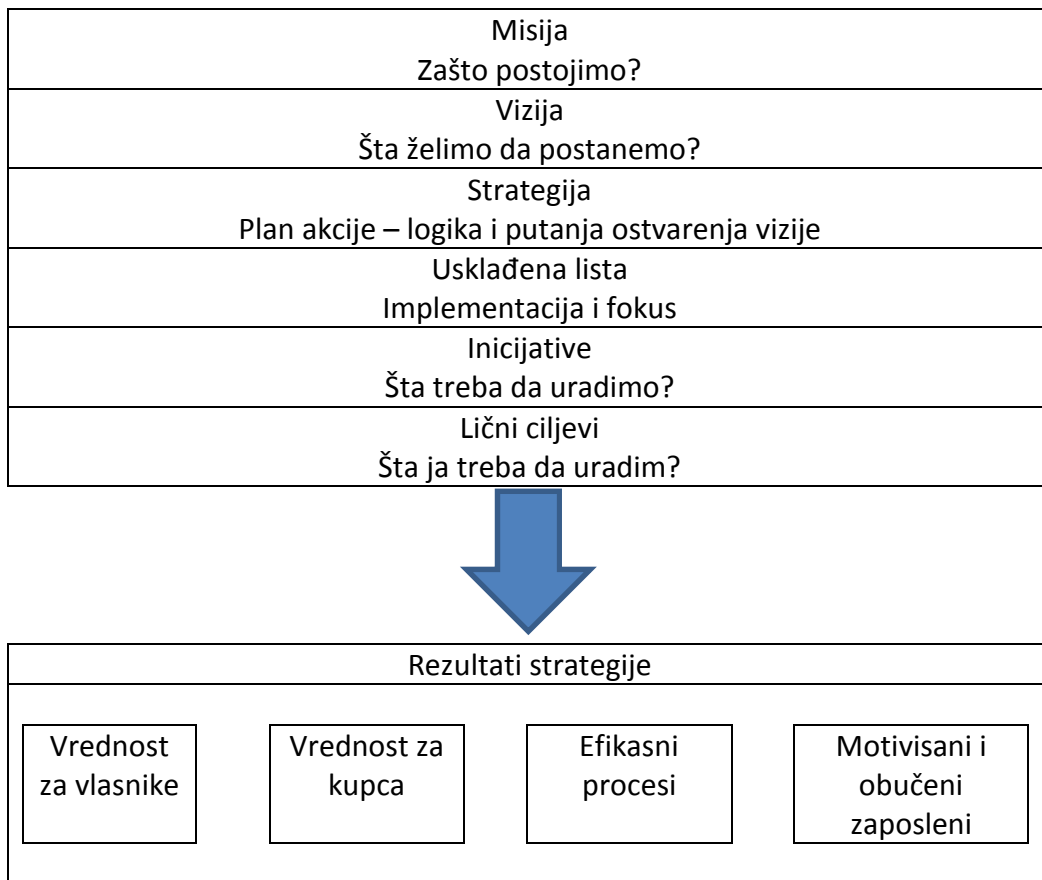 Misija
Zašto postojimo?
Vizija
Šta želimo da postanemo?
Strategija
Plan akcije – logika i putanja ostvarenja vizije
Usklađena lista
Implementacija i fokus
Inicijative
Šta treba da uradimo?
Lični ciljevi
Šta ja treba da uradim?
Rezultati strategije
Vrednost
za vlasnike
Vrednost za
kupca
Efikasni
procesi
Motivisani i
obučeni
zaposleni